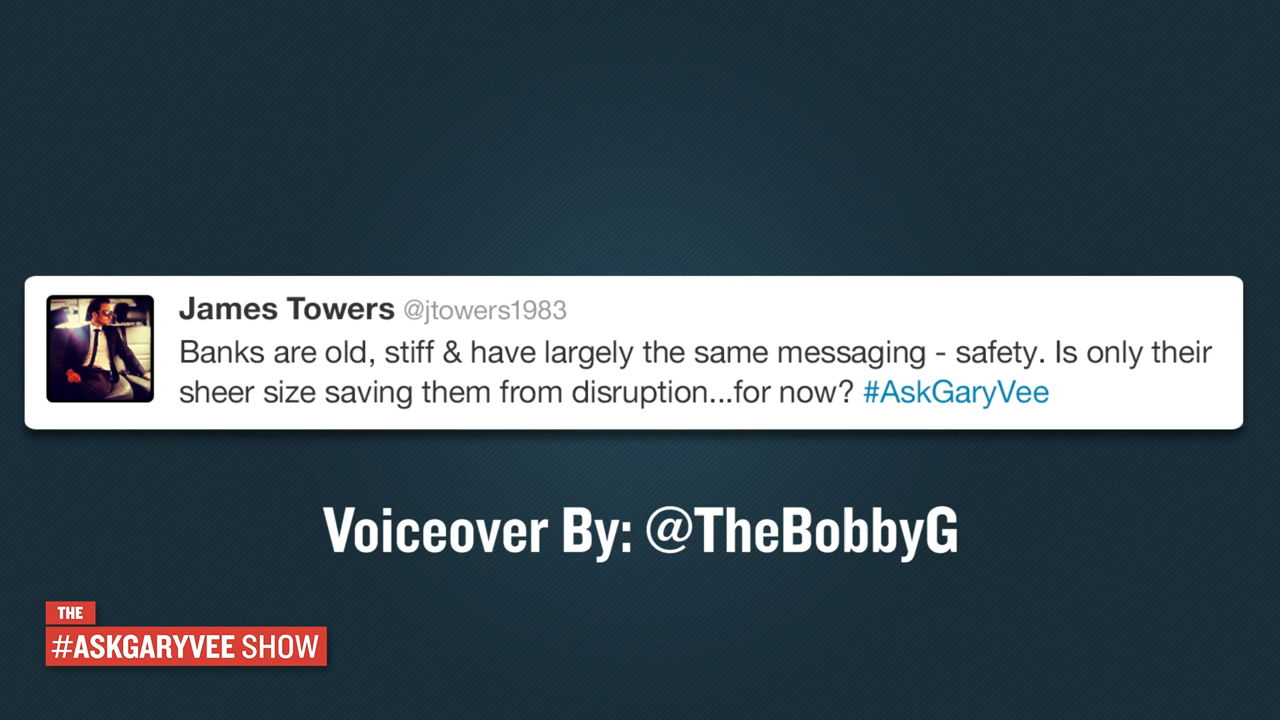 James Towers @jtowers1983
Banks are old, stiff & have largely the same messaging - safety. Is only their
sheer size saving them from disruption...for now? #AskGaryVee
Voiceover By: @TheBobbyG
THE
#ASKGARYVEE SHOW